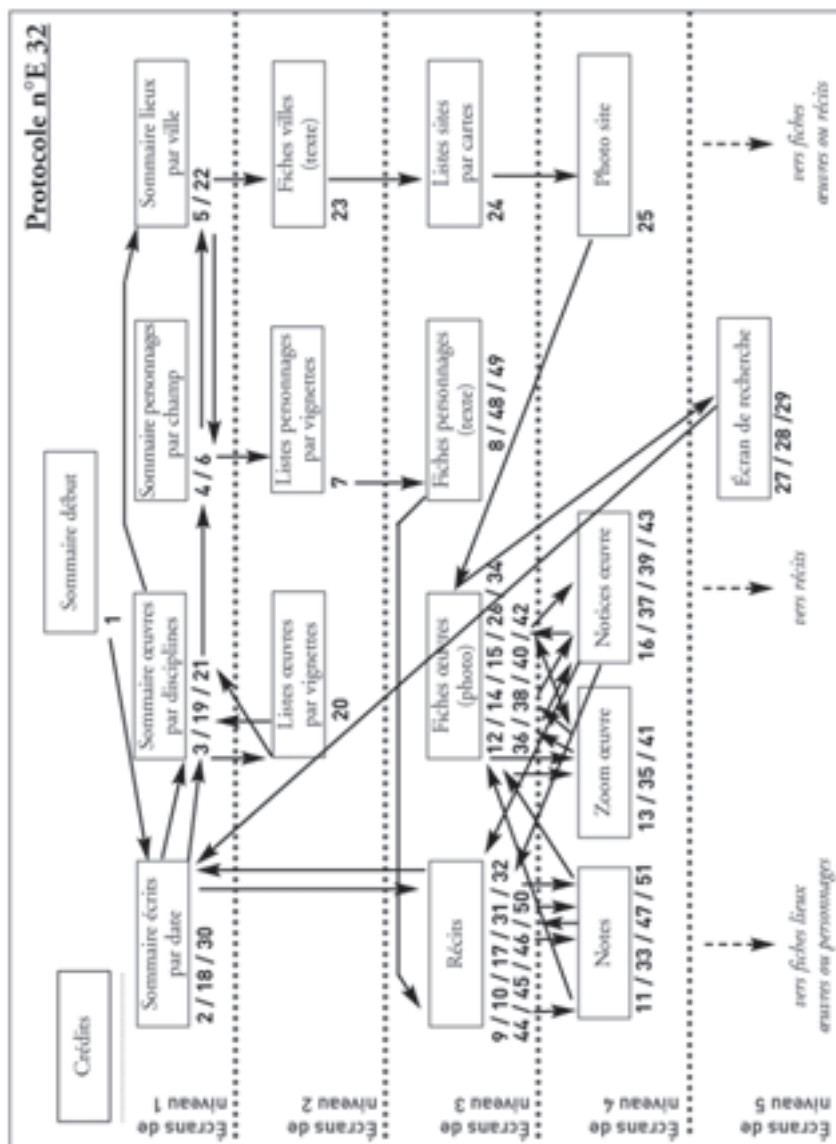 Protocole n°E 32
Crédits
Sommaire début
1
Écrans de
niveau 1
Sommaire écrits
par date
2 / 18 / 30
Sommaire œuvres
par disciplines
3 / 19 / 21
Sommaire personnages
par champ
4 / 6
Sommaire lieux
par ville
5 / 22
Écrans de
niveau 2
Listes œuvres
par vignettes
20
Listes personnages
par vignettes
7
Fiches villes
(texte)
23
Écrans de
niveau 3
Récits
9 / 10 / 17 / 31 / 32
44 / 45 / 46 / 50
Fiches œuvres
(photo)
12 / 14 / 15 / 26 / 34
36 / 38 / 40 / 42
Fiches personnages
(texte)
8 / 48 / 49
Listes sites
par cartes
24
Écrans de
niveau 4
Notes
11 / 33 / 47 / 51
Zoom œuvre
13 / 35 / 41
Notices œuvre
16 / 37 / 39 / 43
Photo site
25
Écrans de
niveau 5
vers fiches lieux
œuvres ou personnages
vers récits
Écran de recherche
27 / 28 /29
vers fiches
œuvres ou récits